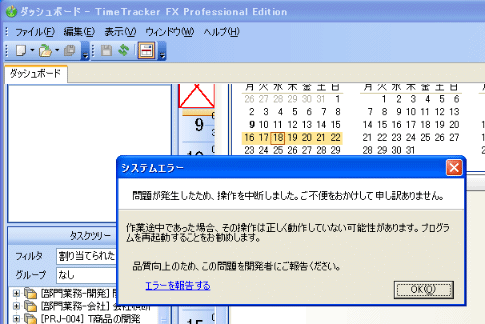 ダッシュボード - TimeTracker FX Professional Edition
ファイル(F) 編集(E) 表示(V) ウィンドウ(W) ヘルプ(H)
ダッシュボード
月 火 水 木 金 土 日 月 火 水 木 金 土 日
26 27 28 29 30 31 1 1 2 3 4 5 6
2 3 4 5 6 7 8 7 8 9 10 11 12 13
9 10 11 12 13 14 15 14 15 16 17 18 19 20
16 17 18 19 20 21 22 21 22 23 24 25 26 27
23 24 25 26 27 28 29 28 29 30 31
9
システムエラー
問題が発生したため、操作を中断しました。ご不便をおかけして申し訳ありません。
作業途中であった場合、その操作は正しく動作していない可能性があります。プログラムを再起動することをお勧めします。
品質向上のため、この問題を開発者にご報告ください。
エラーを報告する
OK(O)
タスクツリー
フィルタ 割り当てられた
グループ なし
[部門業務-開発]
[部門業務-会社]
[PRJ-004] T商品の開発
15